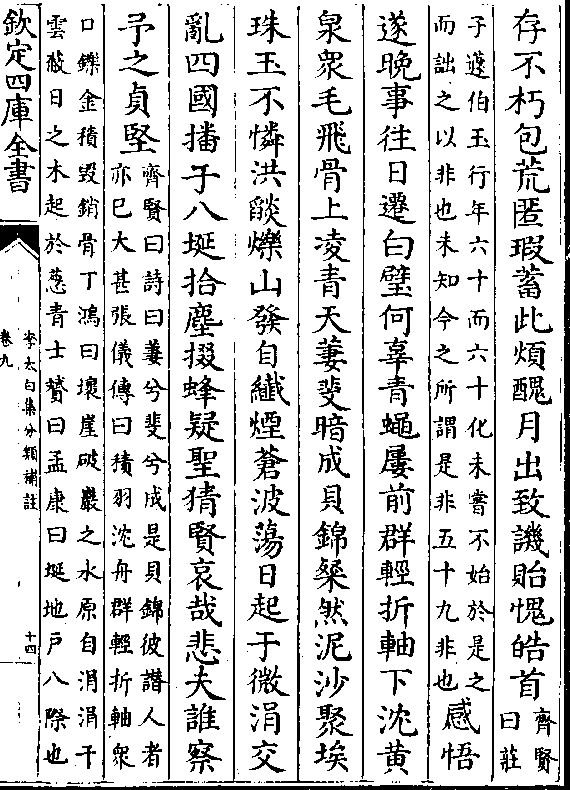 存不朽包荒匿瑕蓄此煩醜月出致譏貽愧皓首齊賢
曰莊
子蘧伯玉行年六十而六十化未嘗不始於是之
而詘之以非也未知今之所謂是非五十九非也
感悟
遂晚事往日遷白璧何辜青蠅屢前群輕折軸下沈黄
泉衆毛飛骨上凌青天萋斐暗成貝錦粲然泥沙聚埃
珠玉不憐洪燄爍山發自纖煙蒼波蕩日起于微涓交
亂四國播于八埏拾塵掇蜂疑聖猜賢哀哉悲夫誰察
予之貞堅
齊賢曰詩曰萋兮斐兮成是貝錦彼譖人者
亦巳大甚張儀傳曰積羽沈舟群輕折軸衆
口鑠金積毁銷骨丁鴻曰壞崖破巖之水原自涓涓干
雲蔽日之木起於葱青士贇曰孟康曰埏地户八際也
欽定四庫全書
李太白集分類補註
卷九
十四